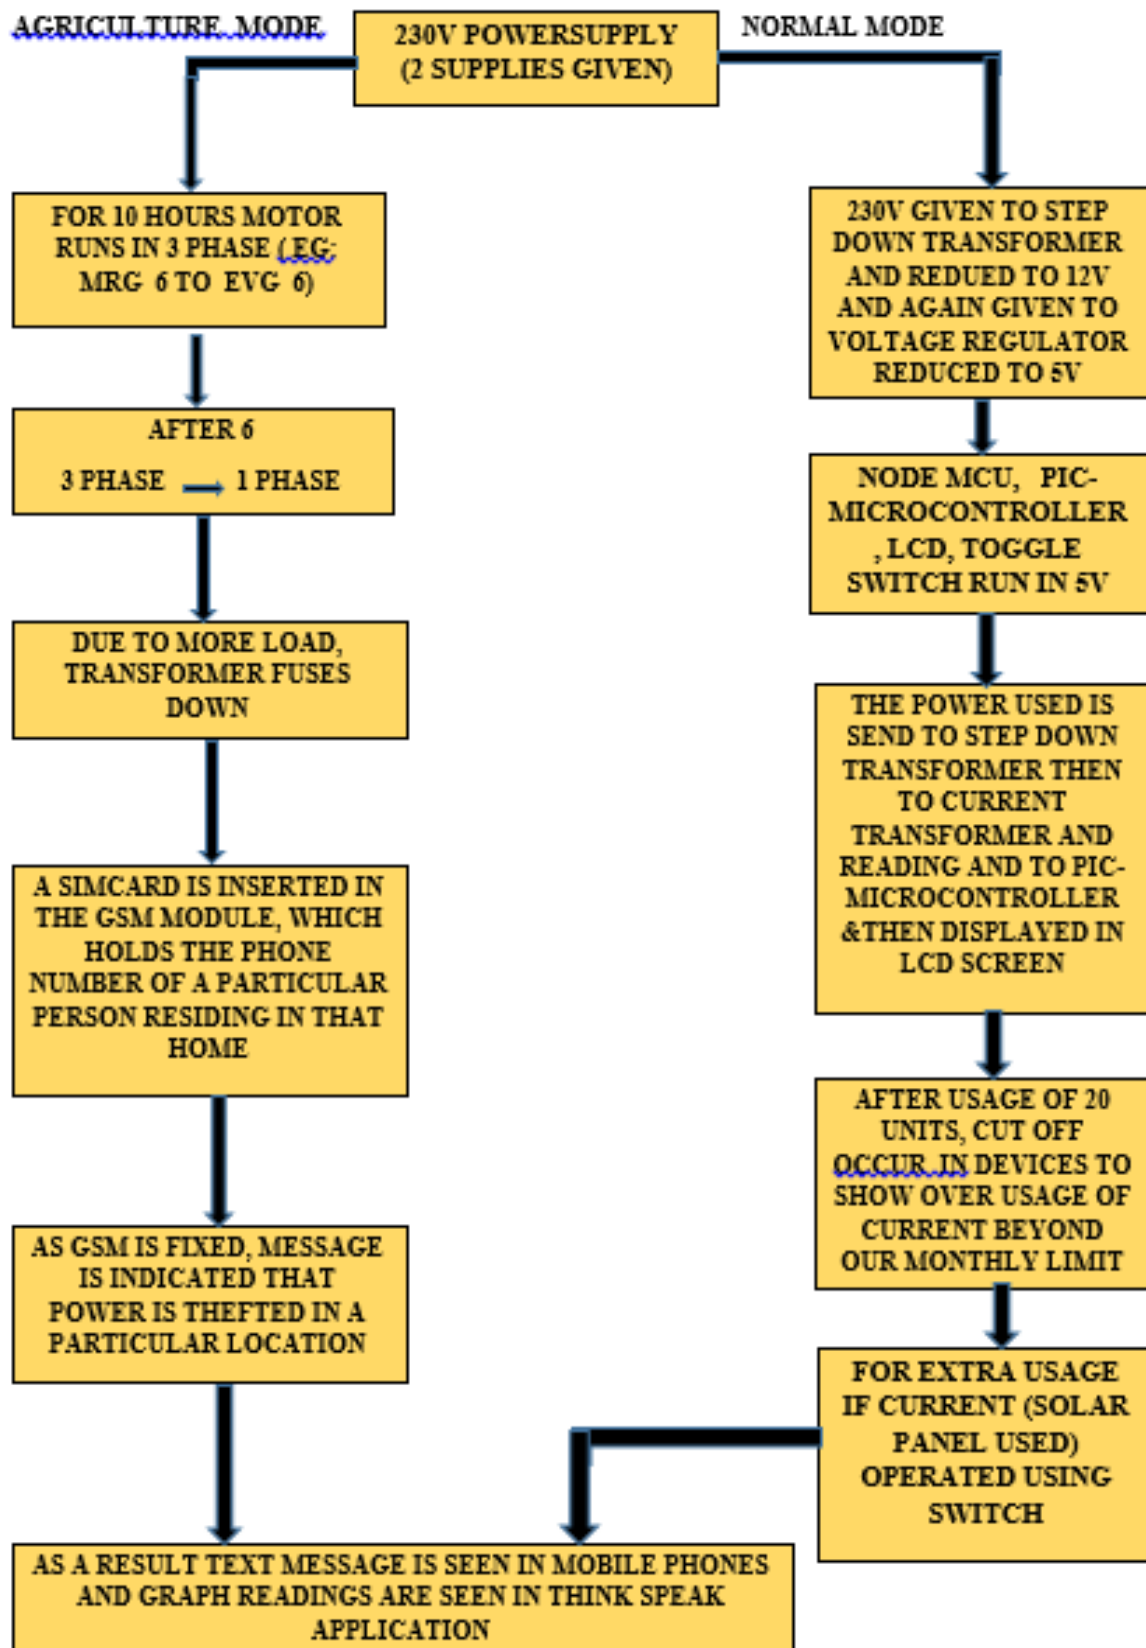 AGRICULTURE MODE
230V POWERSUPPLY
(2 SUPPLIES GIVEN)
NORMAL MODE
FOR 10 HOURS MOTOR
RUNS IN 3 PHASE ( EG:
MRG 6 TO EVG 6)
AFTER 6
3 PHASE → 1 PHASE
DUE TO MORE LOAD,
TRANSFORMER FUSES
DOWN
A SIMCARD IS INSERTED IN
THE GSM MODULE, WHICH
HOLDS THE PHONE
NUMBER OF A PARTICULAR
PERSON RESIDING IN THAT
HOME
AS GSM IS FIXED, MESSAGE
IS INDICATED THAT
POWER IS THEFTED IN A
PARTICULAR LOCATION
230V GIVEN TO STEP
DOWN TRANSFORMER
AND REDUED TO 12V
AND AGAIN GIVEN TO
VOLTAGE REGULATOR
REDUCED TO 5V
NODE MCU, PIC-
MICROCONTROLLER
, LCD, TOGGLE
SWITCH RUN IN 5V
THE POWER USED IS
SEND TO STEP DOWN
TRANSFORMER THEN
TO CURRENT
TRANSFORMER AND
READING AND TO PIC-
MICROCONTROLLER
&THEN DISPLAYED IN
LCD SCREEN
AFTER USAGE OF 20
UNITS, CUT OFF
OCCUR IN DEVICES TO
SHOW OVER USAGE OF
CURRENT BEYOND
OUR MONTHLY LIMIT
FOR EXTRA USAGE
IF CURRENT (SOLAR
PANEL USED)
OPERATED USING
SWITCH
AS A RESULT TEXT MESSAGE IS SEEN IN MOBILE PHONES
AND GRAPH READINGS ARE SEEN IN THINK SPEAK
APPLICATION